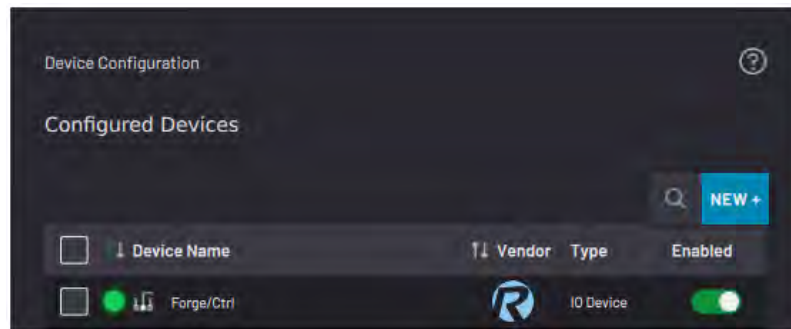 Device Configuration
Configured Devices
NEW +
Device Name Vendor Type Enabled
Forge/Ctrl IO Device